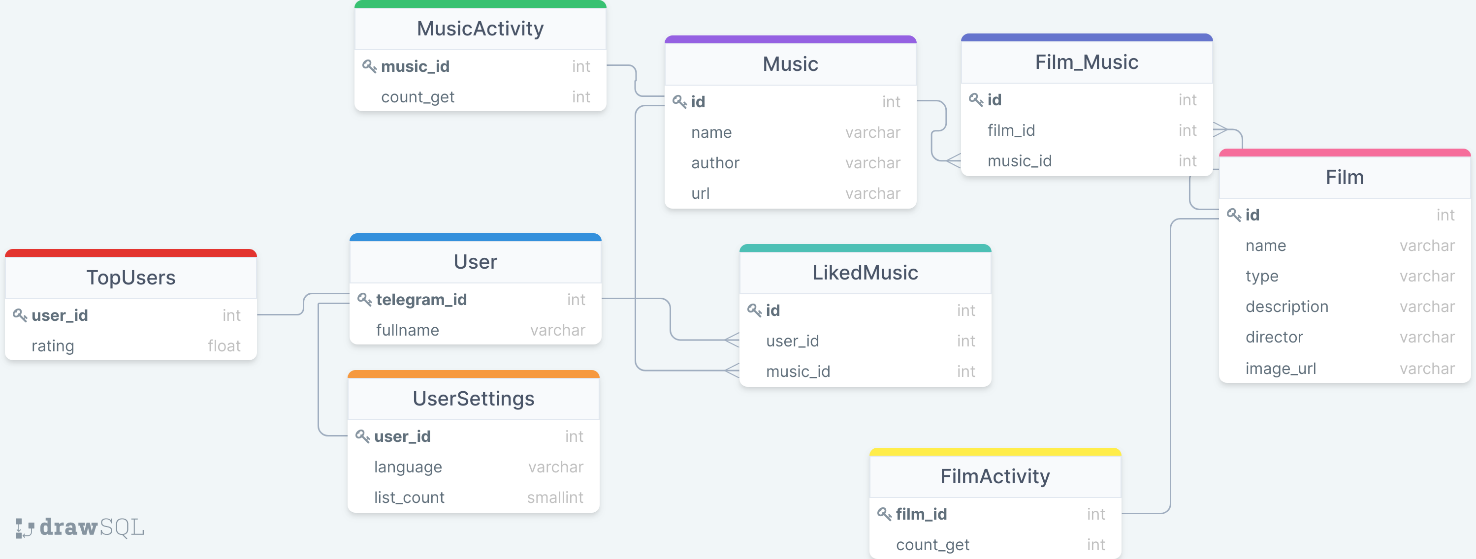 MusicActivity
music_id int
count_get int
Music
id int
name varchar
author varchar
url varchar
Film_Music
id int
film_id int
music_id int
Film
id int
name varchar
type varchar
description varchar
director varchar
image_url varchar
TopUsers
user_id int
rating float
User
telegram_id int
fullname varchar
LikedMusic
id int
user_id int
music_id int
UserSettings
user_id int
language varchar
list_count smallint
FilmActivity
film_id int
count_get int
drawSQL